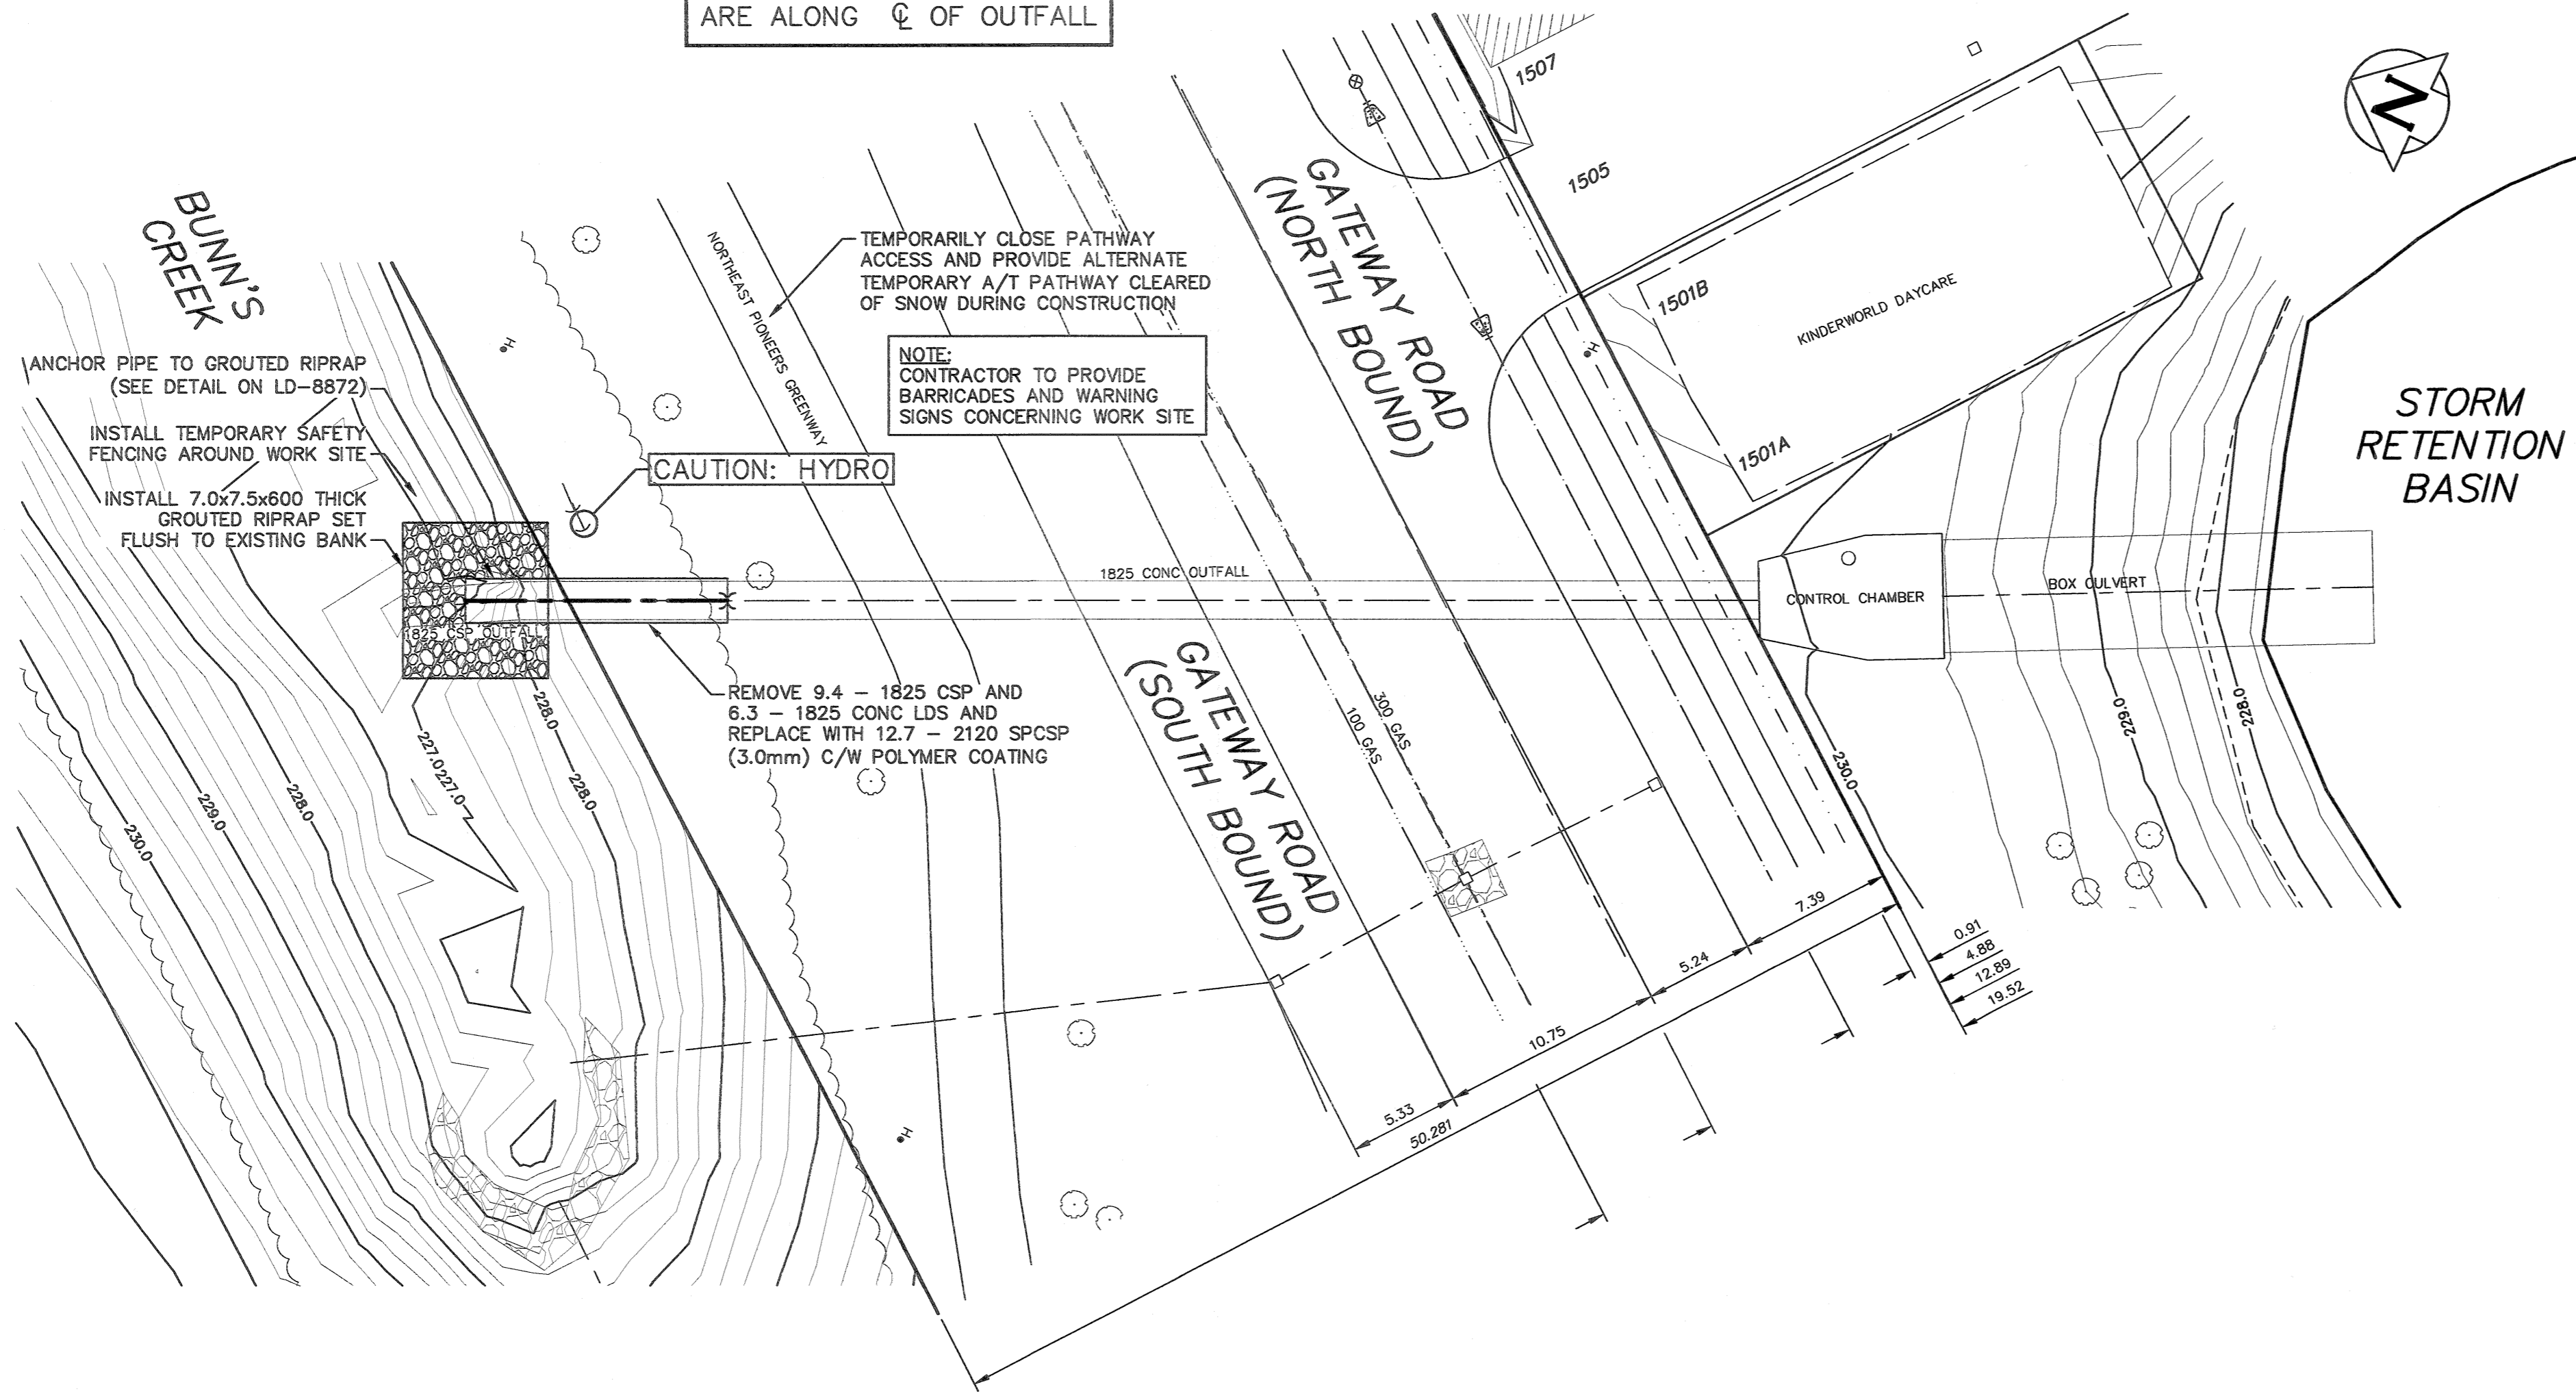 ARE ALONG ℄ OF OUTFALL
N
1507
1505
1501B
1501A
KINDERWORLD DAYCARE
STORM
RETENTION
BASIN
BUNN'S
CREEK
GATEWAY ROAD
(NORTH BOUND)
NORTHEAST PIONEERS GREENWAY
TEMPORARILY CLOSE PATHWAY
ACCESS AND PROVIDE ALTERNATE
TEMPORARY A/T PATHWAY CLEARED
OF SNOW DURING CONSTRUCTION
NOTE:
CONTRACTOR TO PROVIDE
BARRICADES AND WARNING
SIGNS CONCERNING WORK SITE
H
H
ANCHOR PIPE TO GROUTED RIPRAP
(SEE DETAIL ON LD-8872)
INSTALL TEMPORARY SAFETY
FENCING AROUND WORK SITE
INSTALL 7.0x7.5x600 THICK
GROUTED RIPRAP SET
FLUSH TO EXISTING BANK
CAUTION: HYDRO
1825 CONC OUTFALL
CONTROL CHAMBER
BOX CULVERT
1825 CSP OUTFALL
REMOVE 9.4 - 1825 CSP AND
6.3 - 1825 CONC LDS AND
REPLACE WITH 12.7 - 2120 SPCSP
(3.0mm) C/W POLYMER COATING
GATEWAY ROAD
(SOUTH BOUND)
300 GAS
100 GAS
228.0
227.0
227.0
228.0
228.0
229.0
230.0
230.0
229.0
228.0
7.39
5.24
10.75
5.33
50.281
0.91
4.88
12.89
19.52
H